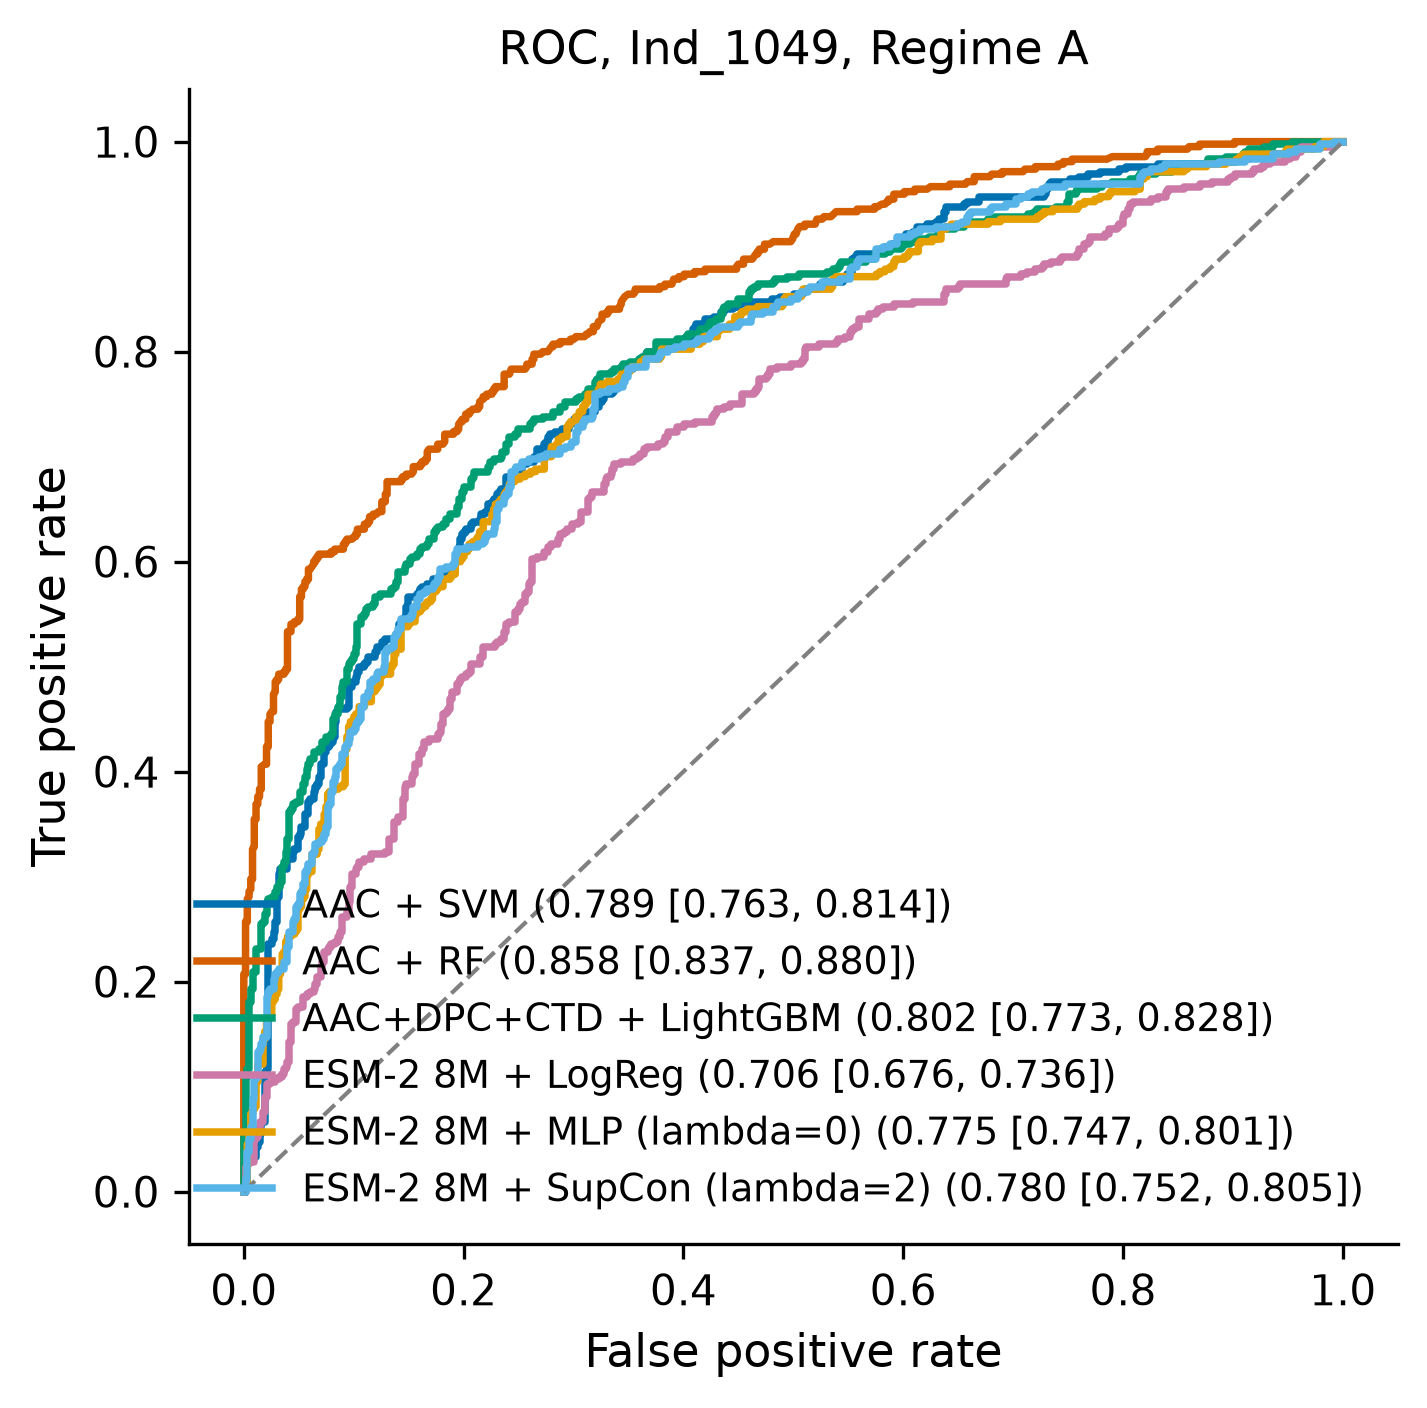 ROC, Ind_1049, Regime A
True positive rate
1.0
0.8
0.6
0.4
0.2
0.0
AAC + SVM (0.789 [0.763, 0.814])
AAC + RF (0.858 [0.837, 0.880])
AAC+DPC+CTD + LightGBM (0.802 [0.773, 0.828])
ESM-2 8M + LogReg (0.706 [0.676, 0.736])
ESM-2 8M + MLP (lambda=0) (0.775 [0.747, 0.801])
ESM-2 8M + SupCon (lambda=2) (0.780 [0.752, 0.805])
0.0 0.2 0.4 0.6 0.8 1.0
False positive rate